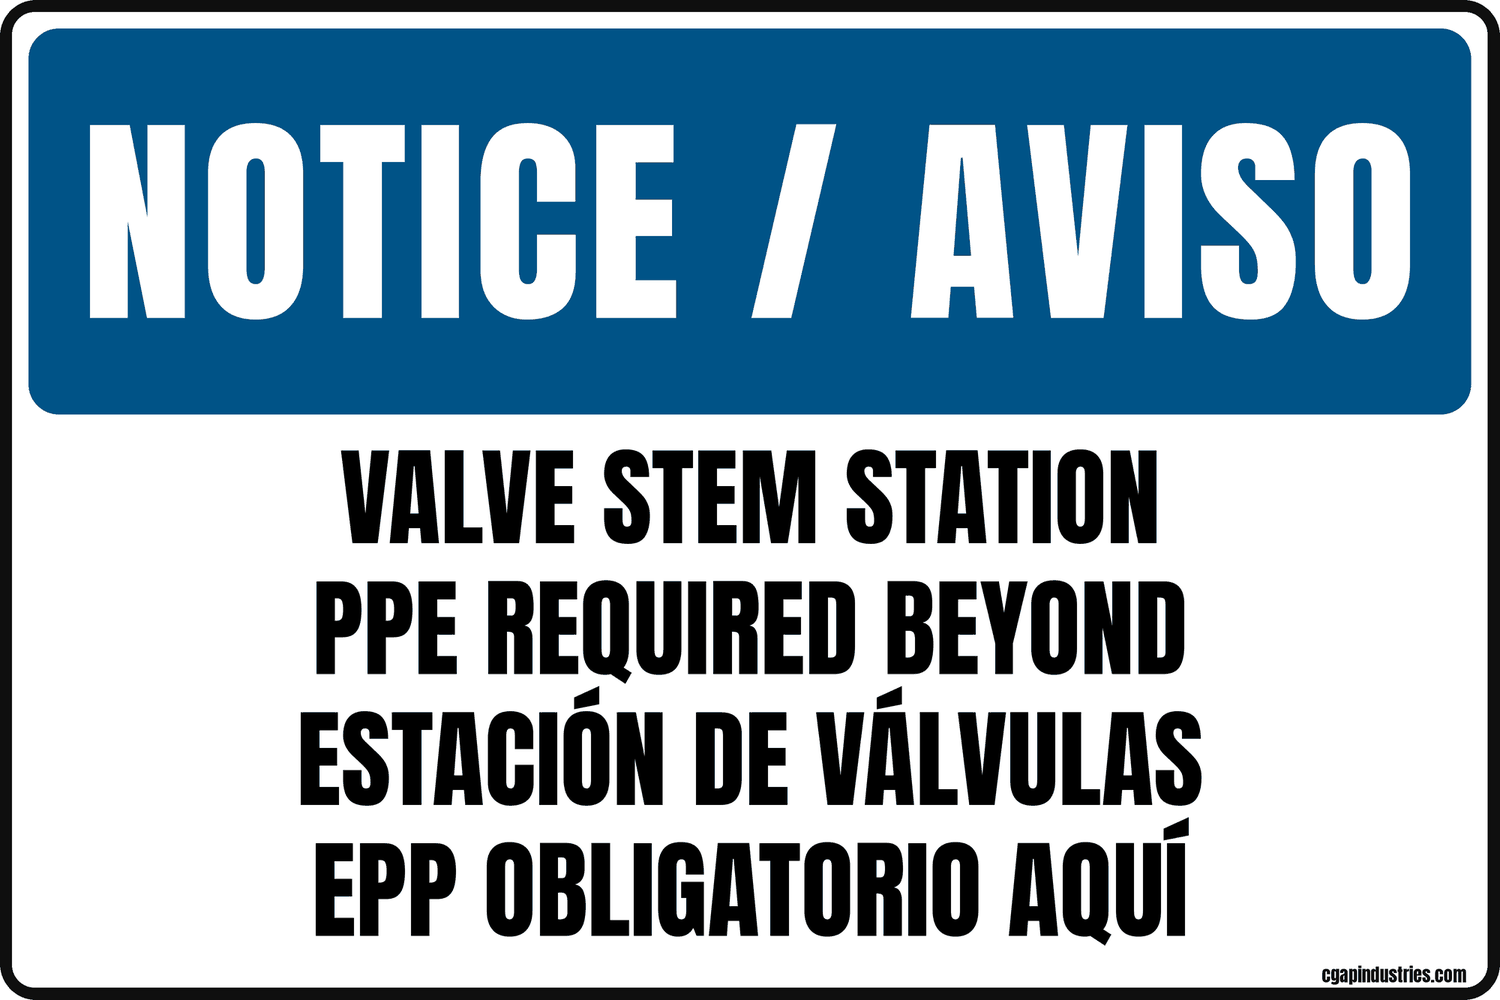 NOTICE / AVISO
VALVE STEM STATION
PPE REQUIRED BEYOND
ESTACIÓN DE VÁLVULAS
EPP OBLIGATORIO AQUÍ
cgapindustries.com